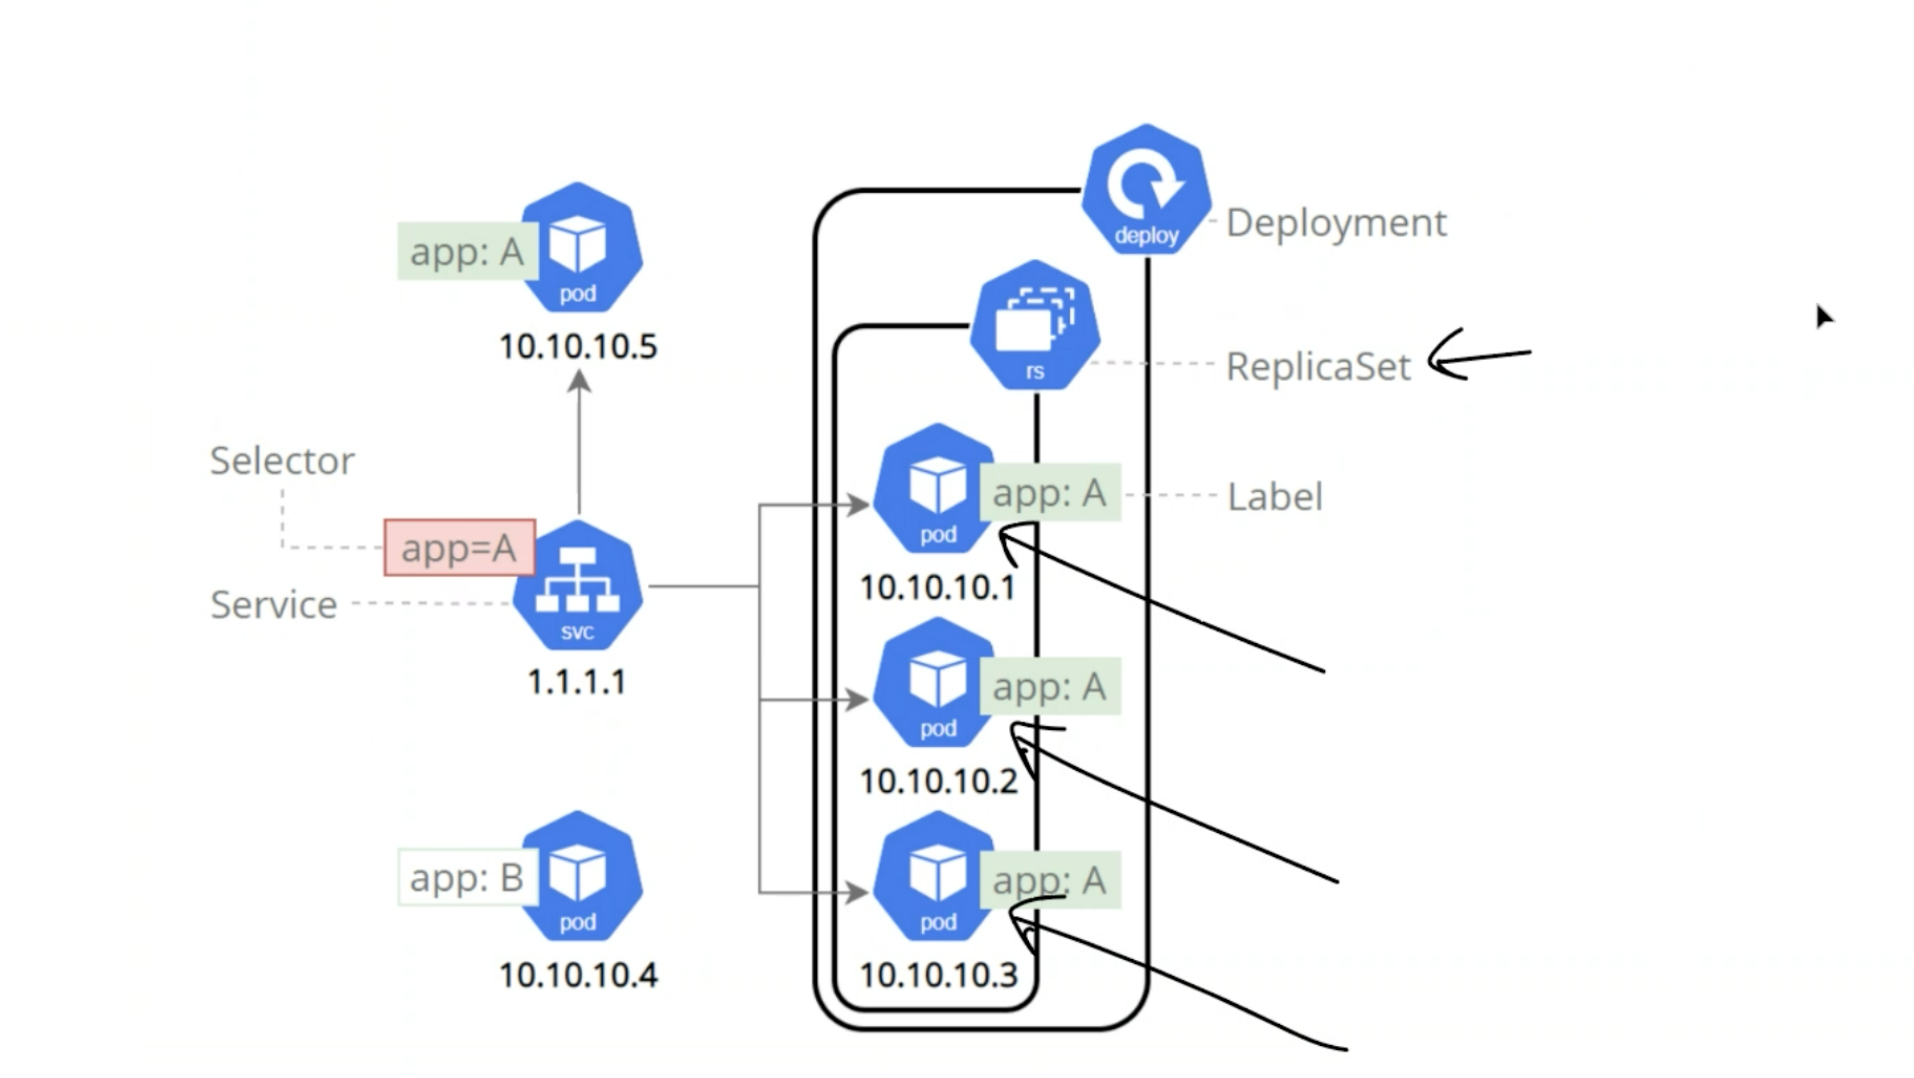 deploy
Deployment
app: A
pod
10.10.10.5
rs
ReplicaSet
Selector
app=A
Service
svc
1.1.1.1
pod
app: A
Label
10.10.10.1
pod
app: A
10.10.10.2
app: B
pod
10.10.10.4
pod
app: A
10.10.10.3